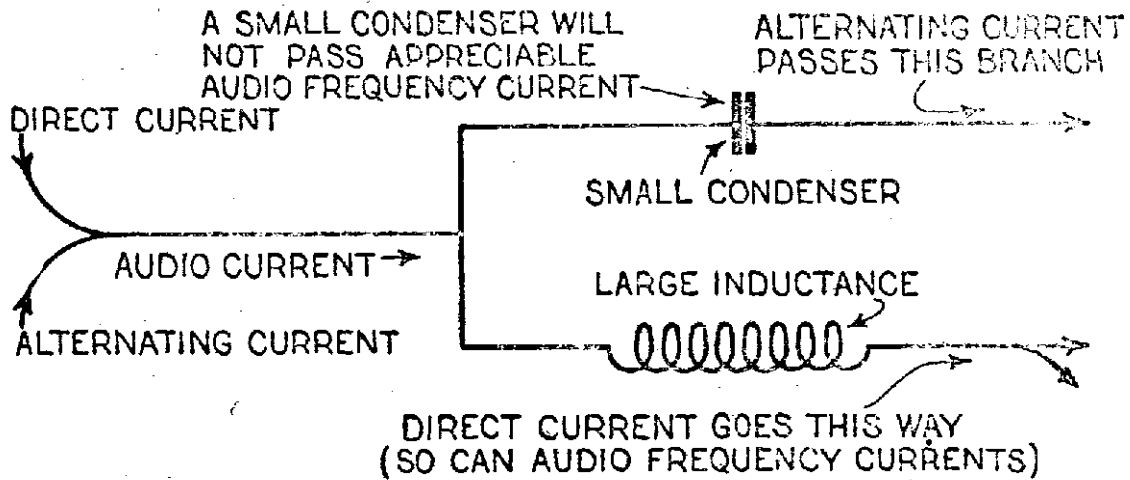 A SMALL CONDENSER WILL
NOT PASS APPRECIABLE
AUDIO FREQUENCY CURRENT
ALTERNATING CURRENT
PASSES THIS BRANCH
DIRECT CURRENT
SMALL CONDENSER
AUDIO CURRENT
LARGE INDUCTANCE
ALTERNATING CURRENT
DIRECT CURRENT GOES THIS WAY
(SO CAN AUDIO FREQUENCY CURRENTS)